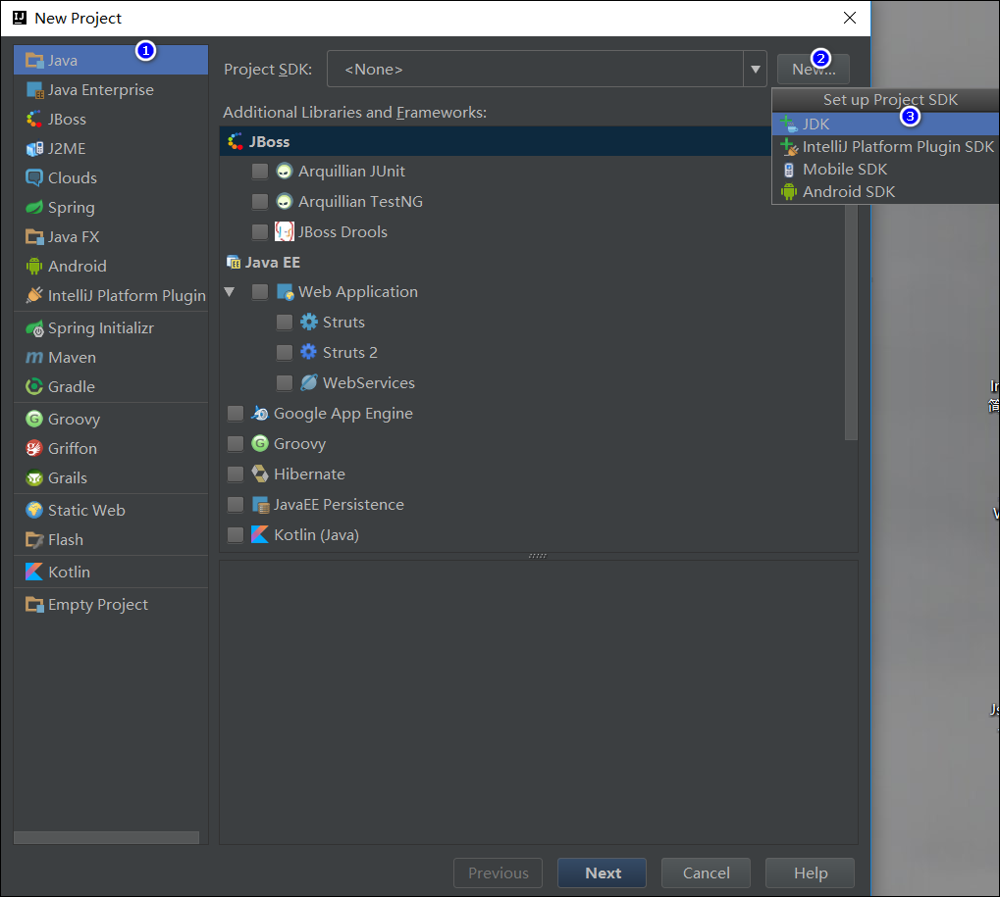 New Project
Java
1
Java Enterprise
JBoss
J2ME
Clouds
Spring
Java FX
Android
IntelliJ Platform Plugin
Spring Initializr
Maven
Gradle
Groovy
Griffon
Grails
Static Web
Flash
Kotlin
Empty Project
Project SDK:
<None>
New...
2
Set up Project SDK
3
JDK
IntelliJ Platform Plugin SDK
Mobile SDK
Android SDK
Additional Libraries and Frameworks:
JBoss
Arquillian JUnit
Arquillian TestNG
JBoss Drools
Java EE
Web Application
Struts
Struts 2
WebServices
Google App Engine
Groovy
Hibernate
JavaEE Persistence
Kotlin (Java)
Previous
Next
Cancel
Help